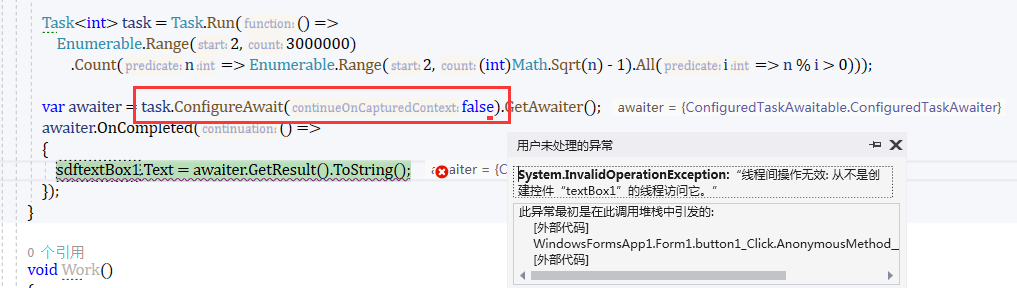 Task<int> task = Task.Run(function:() =>
Enumerable.Range(start:2, count:3000000)
.Count(predicate:n:int => Enumerable.Range(start:2, count:(int)Math.Sqrt(n) - 1).All(predicate:i:int => n % i > 0)));
var awaiter = task.ConfigureAwait(continueOnCapturedContext:false).GetAwaiter(); awaiter = {ConfiguredTaskAwaitable.ConfiguredTaskAwaiter}
awaiter.OnCompleted(continuation:() =>
{
sdftextBox1.Text = awaiter.GetResult().ToString(); awaiter = {C
});
}
0 个引用
void Work()
{
用户未处理的异常
System.InvalidOperationException:“线程间操作无效: 从不是创
建控件“textBox1”的线程访问它。”
此异常最初是在此调用堆栈中引发的:
[外部代码]
WindowsFormsApp1.Form1.button1_Click.AnonymousMethod_
[外部代码]